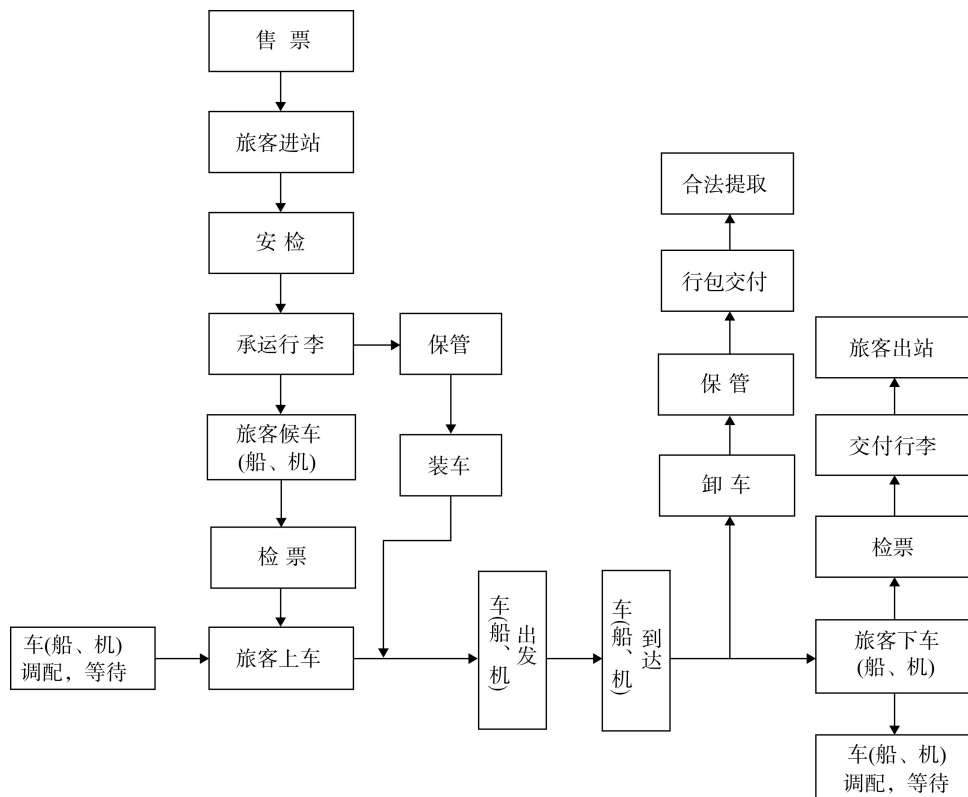 售 票
旅客进站
安 检
承运行李
保管
旅客候车
(船、机)
装车
检 票
车(船、机)
调配，等待
旅客上车
车(船、机)
出发
车(船、机)
到达
合法提取
行包交付
保 管
卸 车
旅客出站
交付行李
检票
旅客下车
(船、机)
车(船、机)
调配，等待